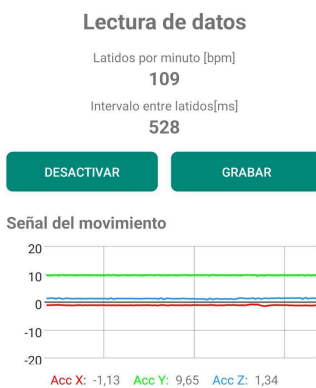 Lectura de datos
Latidos por minuto [bpm]
109
Intervalo entre latidos[ms]
528
DESACTIVAR GRABAR
Señal del movimiento
20
10
0
-10
-20
Acc X: -1,13 Acc Y: 9,65 Acc Z: 1,34